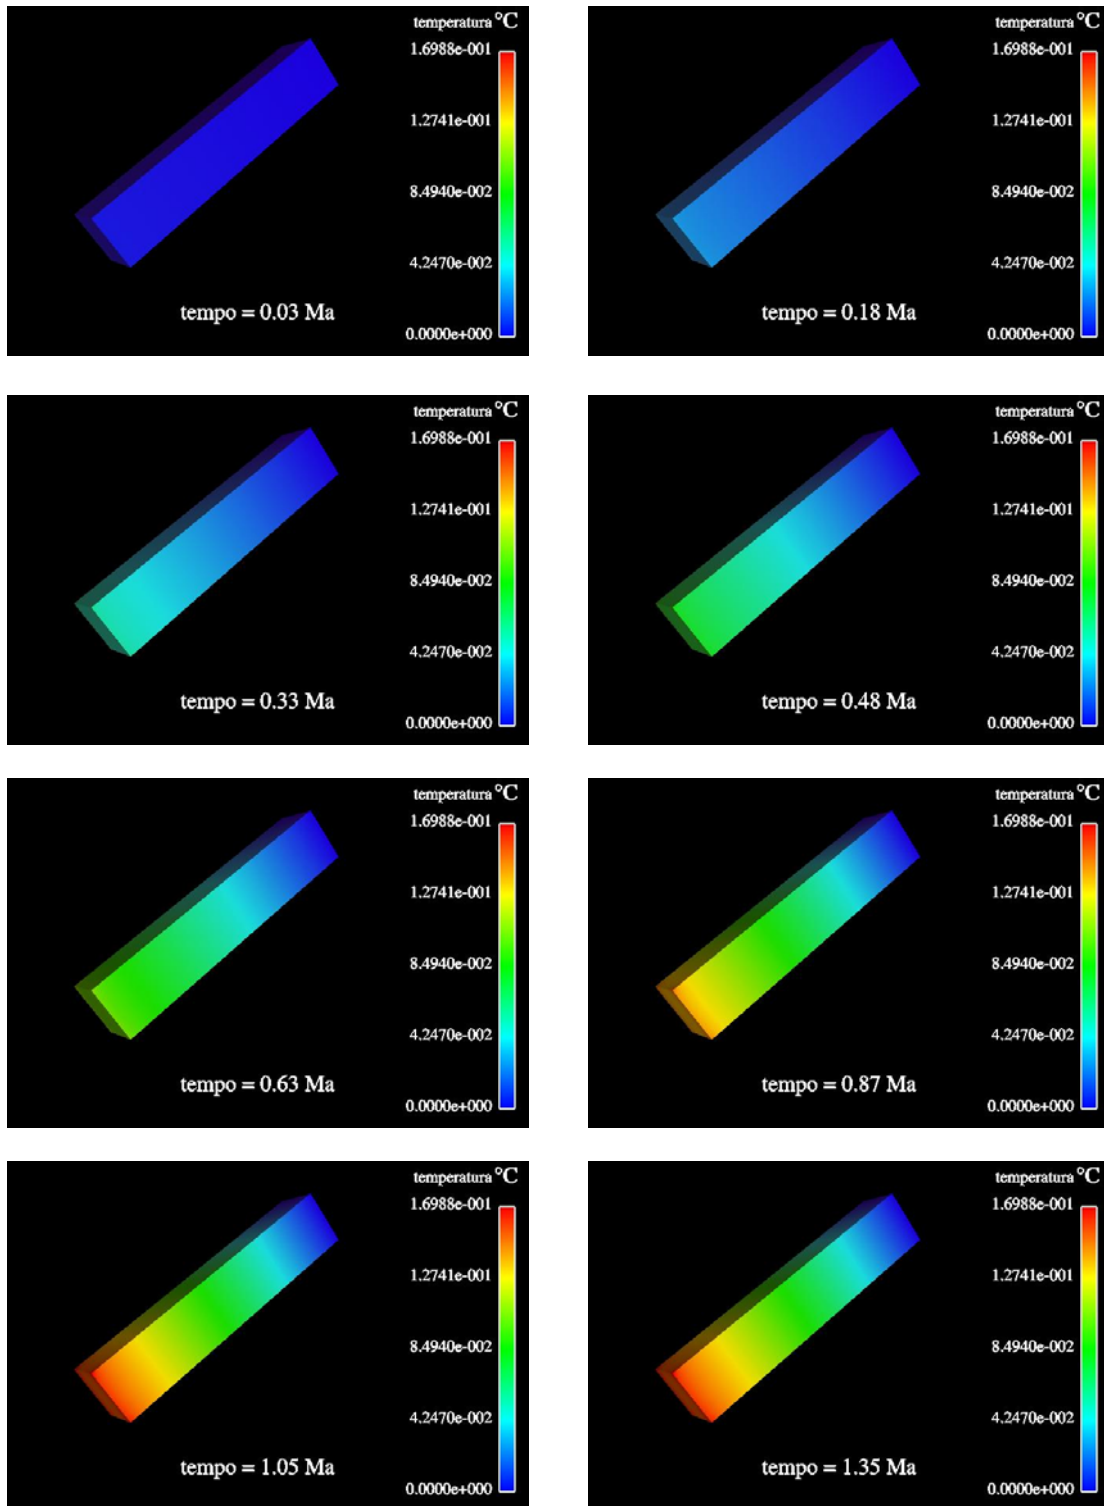 temperatura °C
1.6988e-001
1.2741e-001
8.4940e-002
4.2470e-002
tempo = 0.03 Ma
0.0000e+000
temperatura °C
1.6988e-001
1.2741e-001
8.4940e-002
4.2470e-002
tempo = 0.18 Ma
0.0000e+000
temperatura °C
1.6988e-001
1.2741e-001
8.4940e-002
4.2470e-002
tempo = 0.33 Ma
0.0000e+000
temperatura °C
1.6988e-001
1.2741e-001
8.4940e-002
4.2470e-002
tempo = 0.48 Ma
0.0000e+000
temperatura °C
1.6988e-001
1.2741e-001
8.4940e-002
4.2470e-002
tempo = 0.63 Ma
0.0000e+000
temperatura °C
1.6988e-001
1.2741e-001
8.4940e-002
4.2470e-002
tempo = 0.87 Ma
0.0000e+000
temperatura °C
1.6988e-001
1.2741e-001
8.4940e-002
4.2470e-002
tempo = 1.05 Ma
0.0000e+000
temperatura °C
1.6988e-001
1.2741e-001
8.4940e-002
4.2470e-002
tempo = 1.35 Ma
0.0000e+000